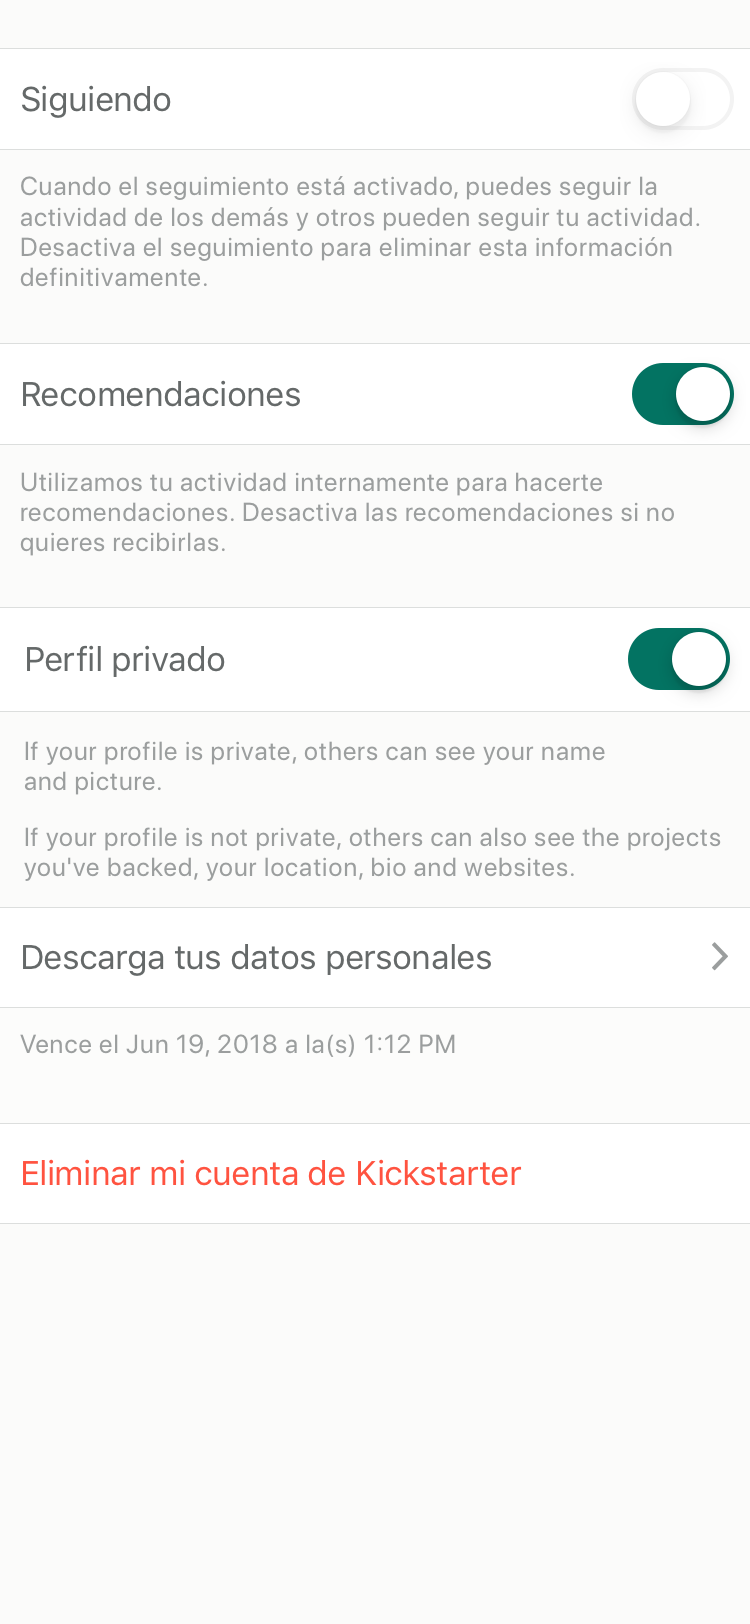 Siguiendo
Cuando el seguimiento está activado, puedes seguir la
actividad de los demás y otros pueden seguir tu actividad.
Desactiva el seguimiento para eliminar esta información
definitivamente.
Recomendaciones
Utilizamos tu actividad internamente para hacerte
recomendaciones. Desactiva las recomendaciones si no
quieres recibirlas.
Perfil privado
If your profile is private, others can see your name
and picture.
If your profile is not private, others can also see the projects
you've backed, your location, bio and websites.
Descarga tus datos personales
Vence el Jun 19, 2018 a la(s) 1:12 PM
Eliminar mi cuenta de Kickstarter